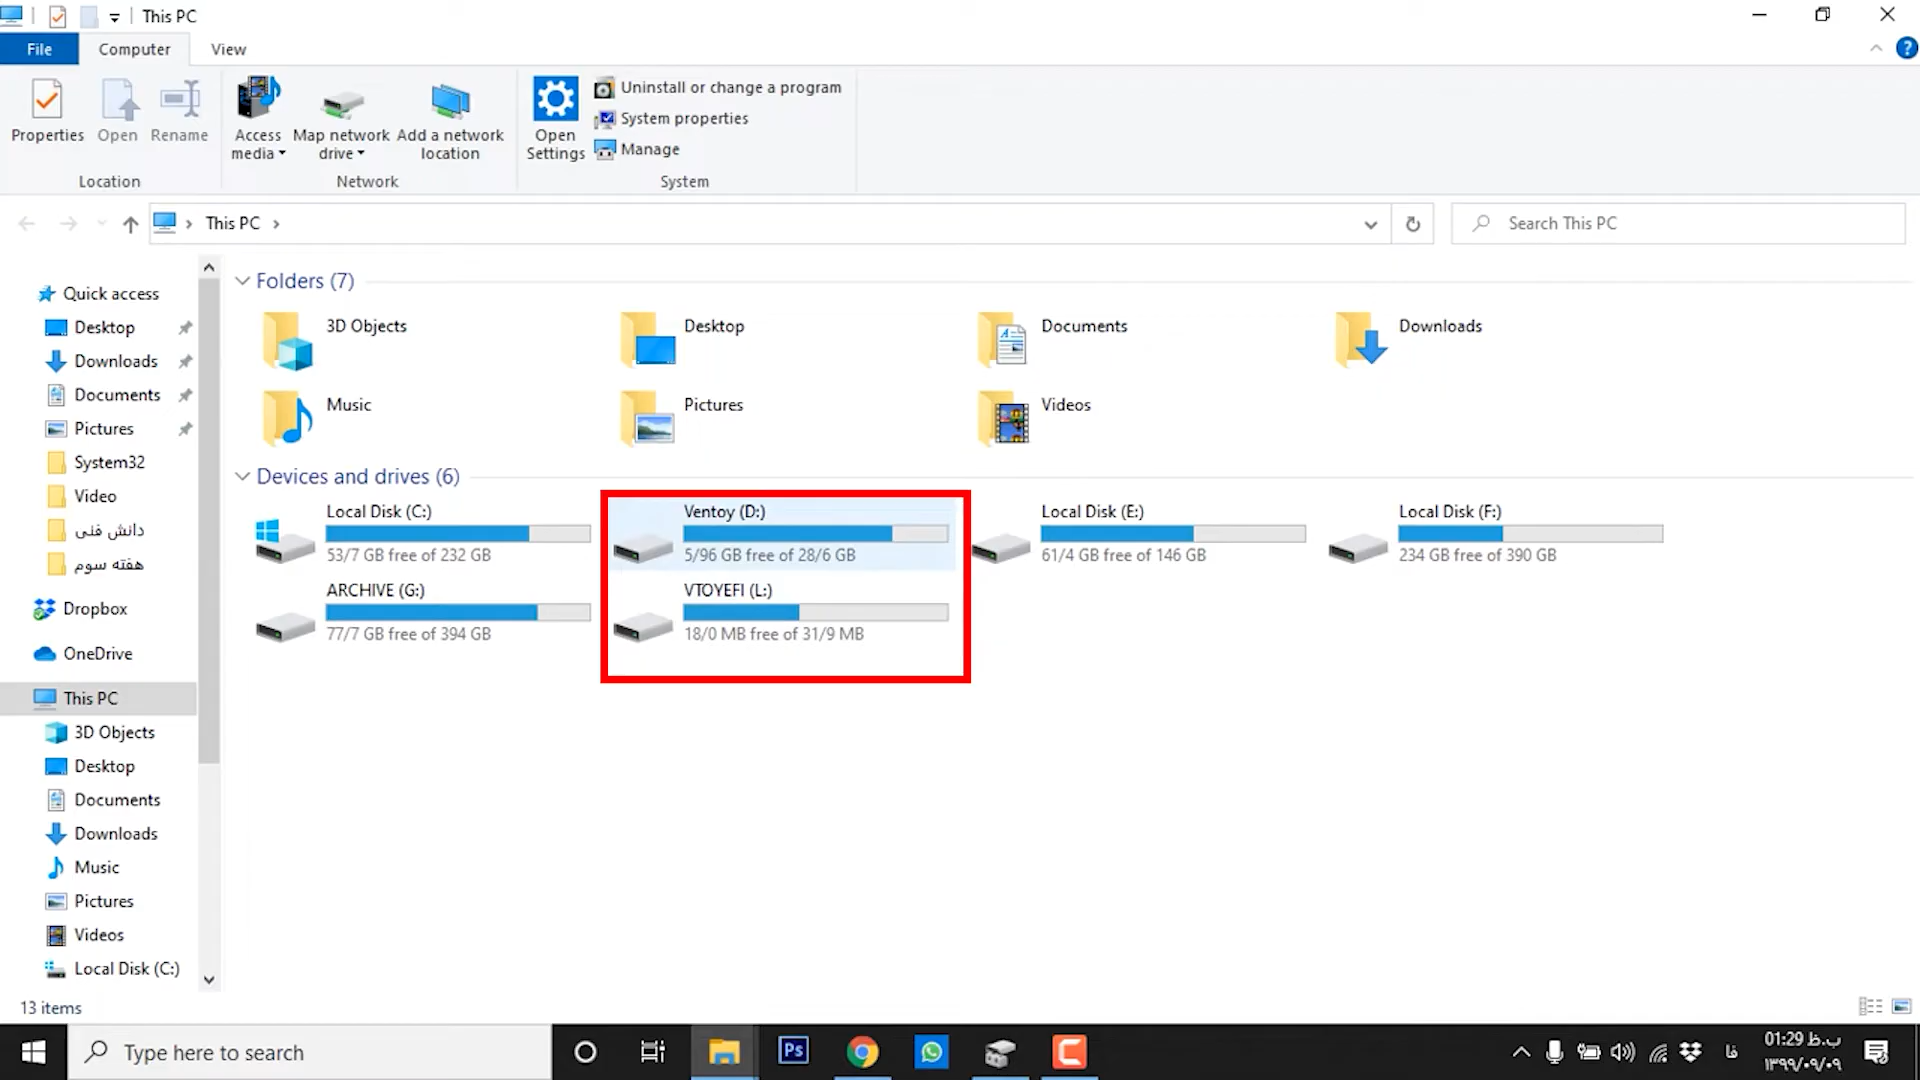 This PC
File
Computer
View
Properties
Open
Rename
Location
Access
media
Map network
drive
Add a network
location
Network
Open
Settings
Uninstall or change a program
System properties
Manage
System
This PC
Search This PC
Quick access
Desktop
Downloads
Documents
Pictures
System32
Video
دانش فنی
هفته سوم
Dropbox
OneDrive
This PC
3D Objects
Desktop
Documents
Downloads
Music
Pictures
Videos
Local Disk (C:)
Folders (7)
3D Objects
Desktop
Documents
Downloads
Music
Pictures
Videos
Devices and drives (6)
Local Disk (C:)
53/7 GB free of 232 GB
Ventoy (D:)
5/96 GB free of 28/6 GB
Local Disk (E:)
61/4 GB free of 146 GB
Local Disk (F:)
234 GB free of 390 GB
ARCHIVE (G:)
77/7 GB free of 394 GB
VTOYEFI (L:)
18/0 MB free of 31/9 MB
13 items
Type here to search
Ps
فا
01:29 ب.ظ
۱۳۹۹/۰۹/۰۹